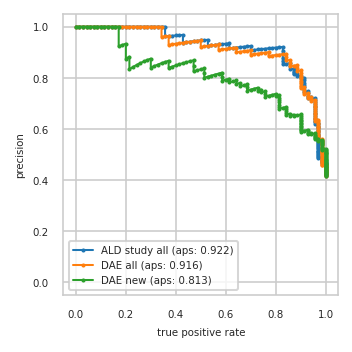 1.0
0.8
0.6
0.4
0.2
0.0
precision
ALD study all (aps: 0.922)
DAE all (aps: 0.916)
DAE new (aps: 0.813)
0.0 0.2 0.4 0.6 0.8 1.0
true positive rate